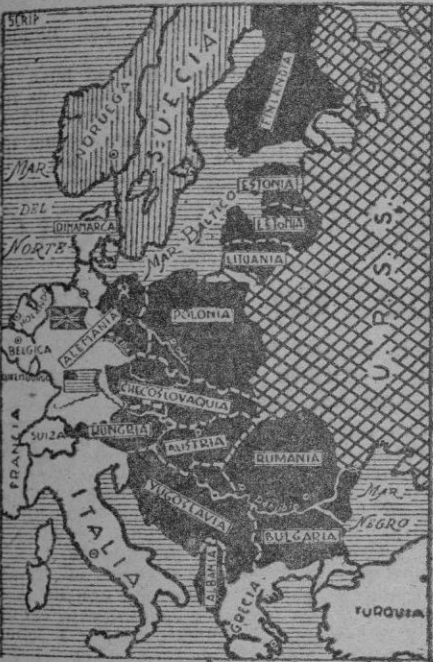 SCRIP
NORUEGA
SUECIA
FINLANDIA
MAR
DEL
NORTE
DINAMARCA
MAR BALTICO
ESTONIA
LETONIA
LITUANIA
U. R. S. S.
POLONIA
ALEMANIA
BELGICA
CHECOSLOVAQUIA
FRANCIA
SUIZA
HUNGRIA
AUSTRIA
RUMANIA
ITALIA
YUGOSLAVIA
MAR
NEGRO
BULGARIA
ALBANIA
GRECIA
TURQUIA